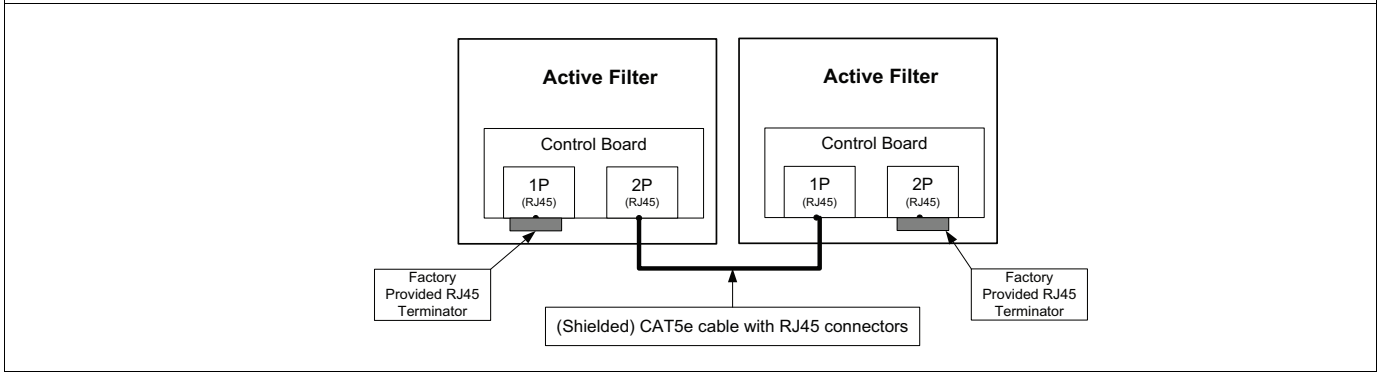 Active Filter
Control Board
1P
(RJ45)
2P
(RJ45)
Factory
Provided RJ45
Terminator
Active Filter
Control Board
1P
(RJ45)
2P
(RJ45)
Factory
Provided RJ45
Terminator
(Shielded) CAT5e cable with RJ45 connectors